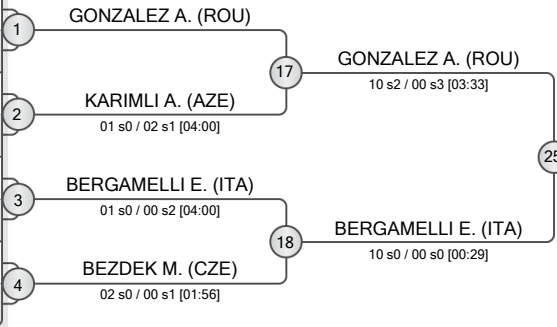 1
GONZALEZ A. (ROU)
17
GONZALEZ A. (ROU)
10 s2 / 00 s3 [03:33]
2
KARIMLI A. (AZE)
01 s0 / 02 s1 [04:00]
25
3
BERGAMELLI E. (ITA)
01 s0 / 00 s2 [04:00]
18
BERGAMELLI E. (ITA)
10 s0 / 00 s0 [00:29]
4
BEZDEK M. (CZE)
02 s0 / 00 s1 [01:56]